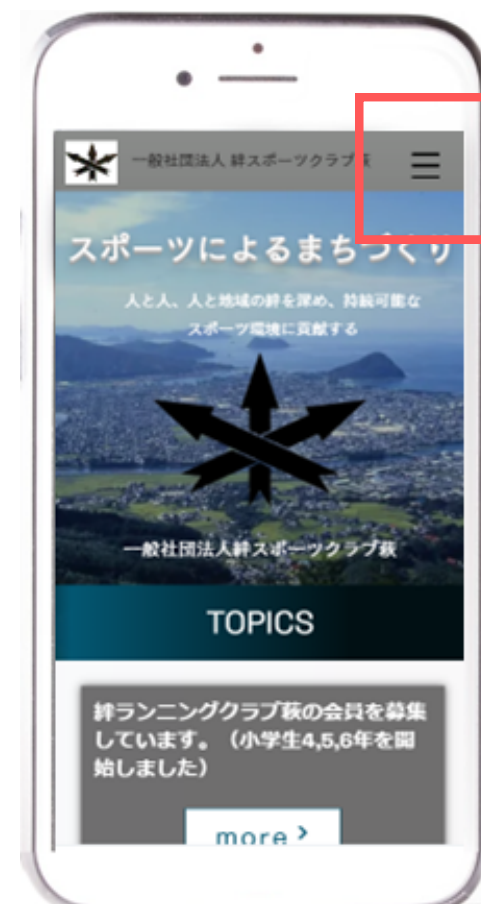 一般社団法人 絆スポーツクラブ萩
スポーツによるまちづくり
人と人、人と地域の絆を深め、持続可能な
スポーツ環境に貢献する
一般社団法人絆スポーツクラブ萩
TOPICS
絆ランニングクラブ萩の会員を募集
しています。（小学生4,5,6年を開
始しました）
more >